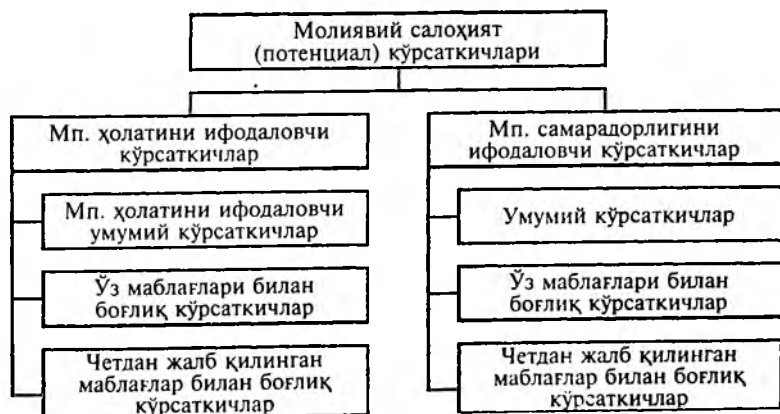 Молиявий салоҳият
(потенциал) кўрсаткичлари
Мп. ҳолатини ифодаловчи
кўрсаткичлар
Мп. ҳолатини ифодаловчи
умумий кўрсаткичлар
Ўз маблағлари билан
боғлиқ кўрсаткичлар
Четдан жалб қилинган
маблағлар билан боғлиқ
кўрсаткичлар
Мп. самарадорлигини
ифодаловчи кўрсаткичлар
Умумий кўрсаткичлар
Ўз маблағлари билан
боғлиқ кўрсаткичлар
Четдан жалб қилинган
маблағлар билан боғлиқ
кўрсаткичлар